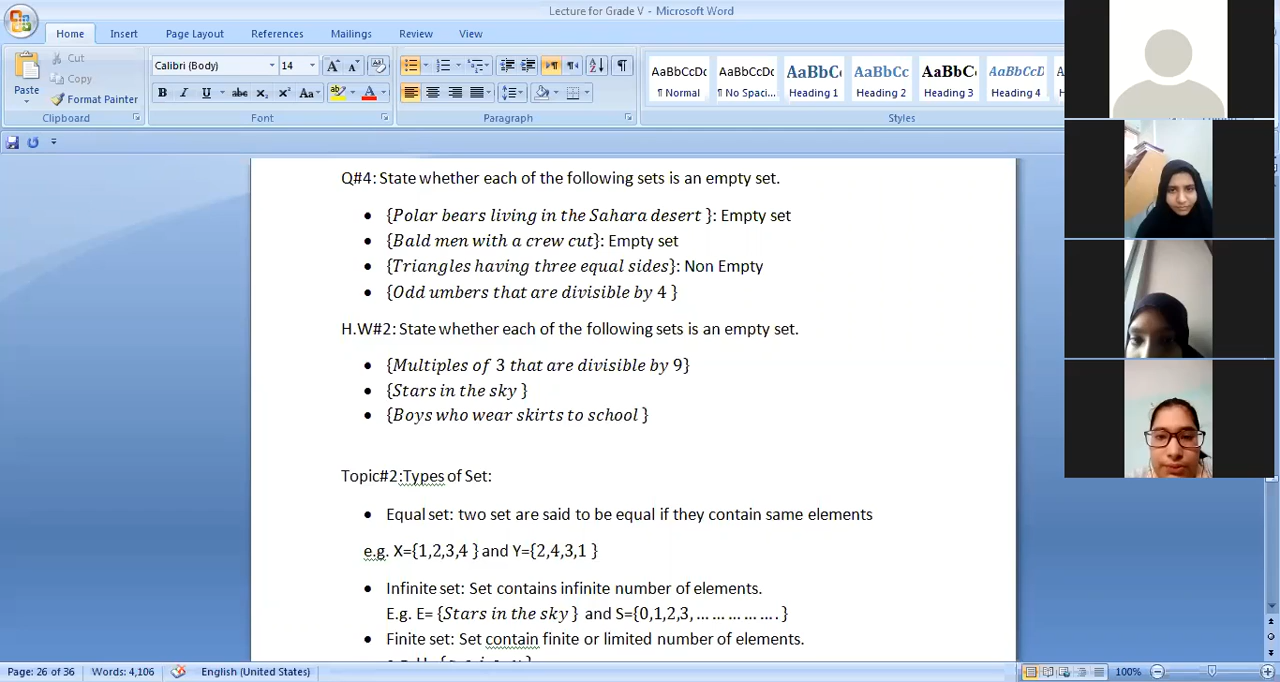 Lecture for Grade V - Microsoft Word
Home Insert Page Layout References Mailings Review View
Cut
Copy
Paste
Format Painter
Calibri (Body) 14
AaBbCcDc AaBbCcDc AaBbC AaBbCc AaBbCc AaBbCcD
¶ Normal ¶ No Spaci... Heading 1 Heading 2 Heading 3 Heading 4
Clipboard Font Paragraph Styles
Q#4: State whether each of the following sets is an empty set.
• {Polar bears living in the Sahara desert }: Empty set
• {Bald men with a crew cut}: Empty set
• {Triangles having three equal sides}: Non Empty
• {Odd umbers that are divisible by 4 }
H.W#2: State whether each of the following sets is an empty set.
• {Multiples of 3 that are divisible by 9}
• {Stars in the sky }
• {Boys who wear skirts to school }
Topic#2:Types of Set:
• Equal set: two set are said to be equal if they contain same elements
e.g. X={1,2,3,4 } and Y={2,4,3,1 }
• Infinite set: Set contains infinite number of elements.
E.g. E= {Stars in the sky } and S={0,1,2,3, … … … … … . }
• Finite set: Set contain finite or limited number of elements.
Page: 26 of 36 Words: 4,106 English (United States) 100%